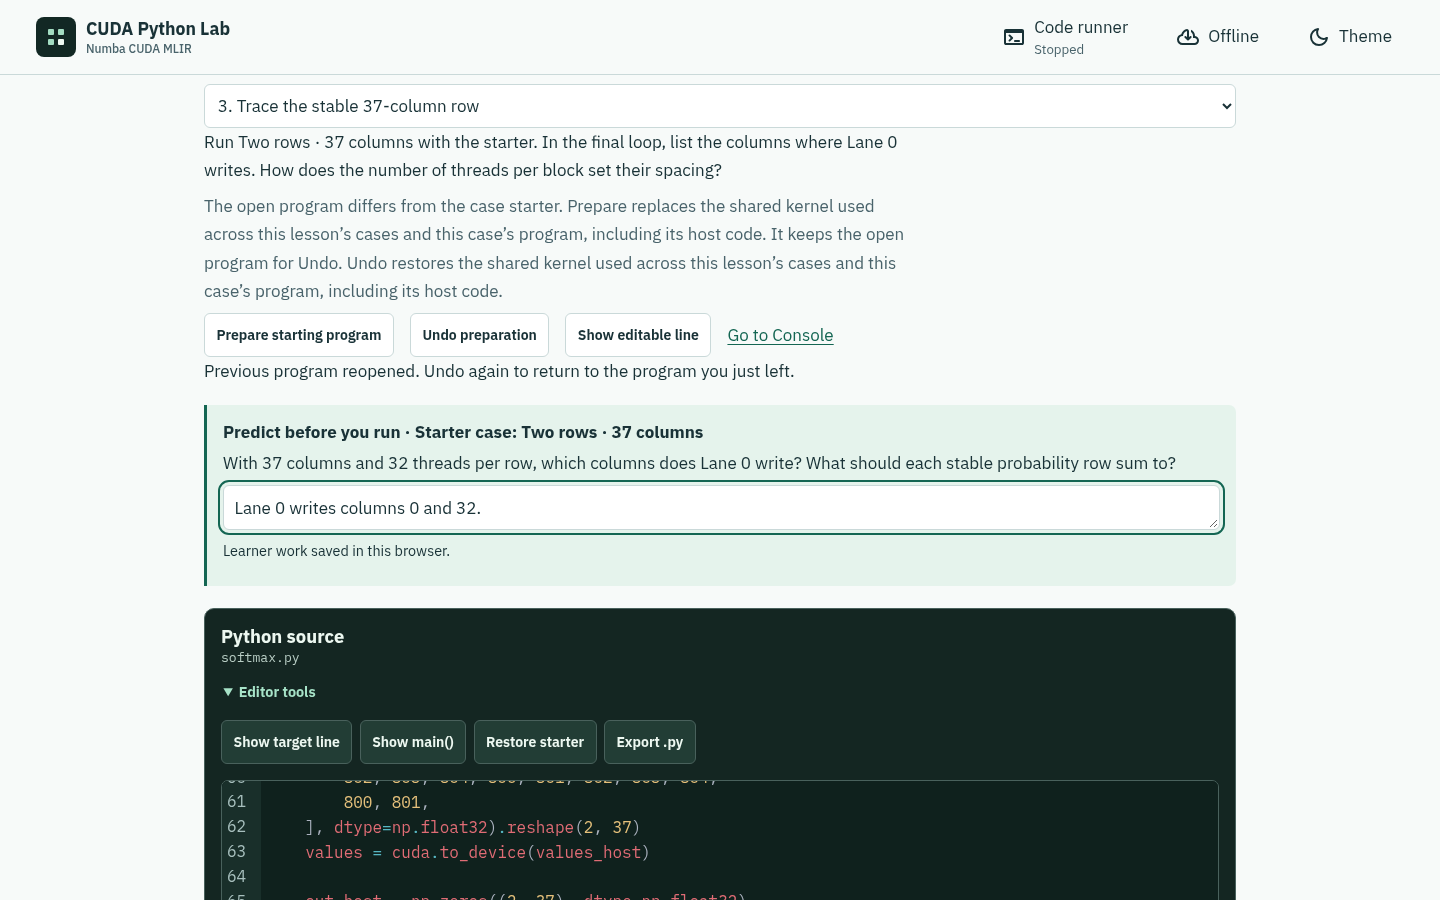 CUDA Python Lab
Numba CUDA MLIR
Code runner
Stopped
Offline
Theme
3. Trace the stable 37-column row
Run Two rows · 37 columns with the starter. In the final loop, list the columns where Lane 0
writes. How does the number of threads per block set their spacing?
The open program differs from the case starter. Prepare replaces the shared kernel used
across this lesson’s cases and this case’s program, including its host code. It keeps the open
program for Undo. Undo restores the shared kernel used across this lesson’s cases and this
case’s program, including its host code.
Prepare starting program
Undo preparation
Show editable line
Go to Console
Previous program reopened. Undo again to return to the program you just left.
Predict before you run · Starter case: Two rows · 37 columns
With 37 columns and 32 threads per row, which columns does Lane 0 write? What should each stable probability row sum to?
Lane 0 writes columns 0 and 32.
Learner work saved in this browser.
Python source
softmax.py
▼ Editor tools
Show target line
Show main()
Restore starter
Export .py
61 800, 801,
62 ], dtype=np.float32).reshape(2, 37)
63 values = cuda.to_device(values_host)
64